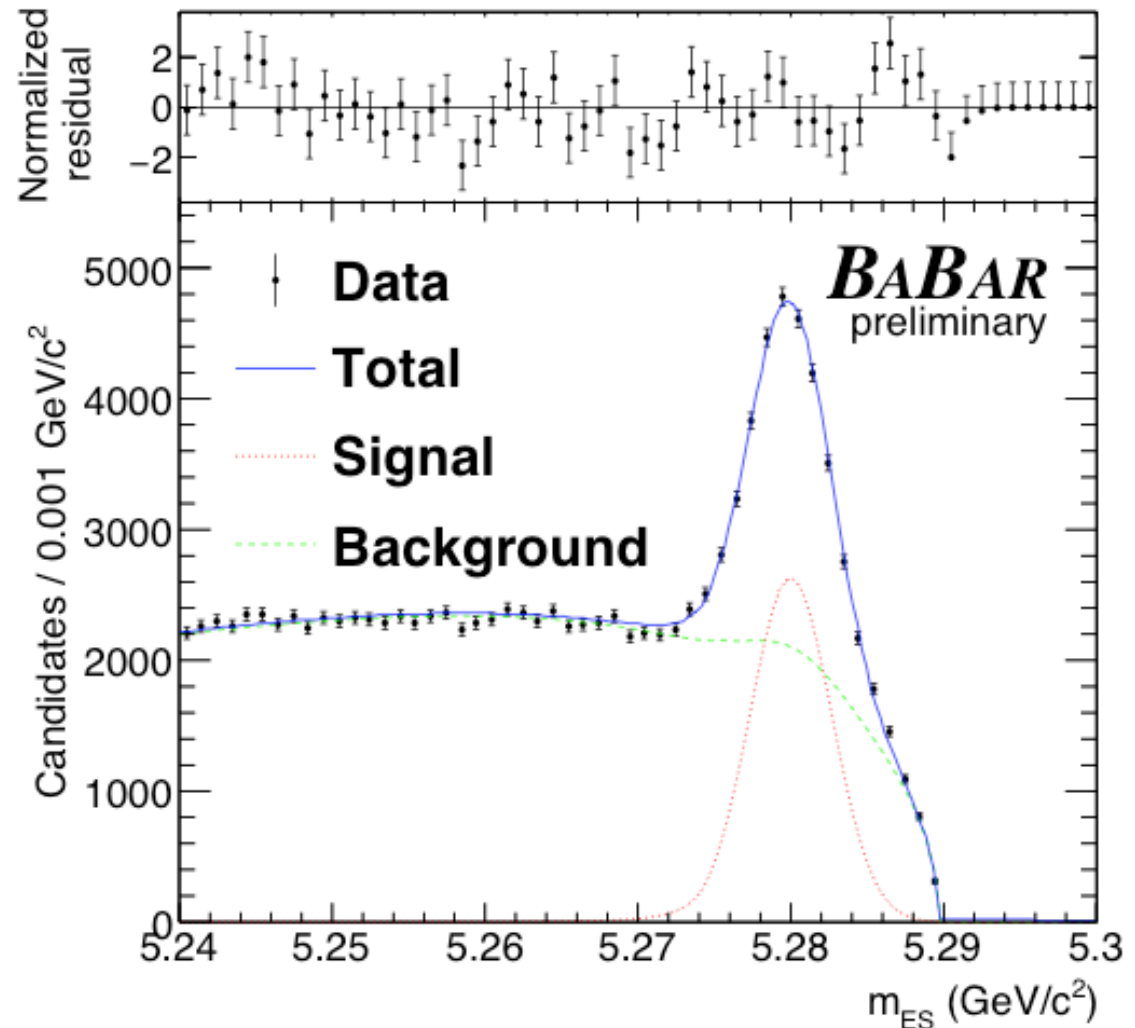 Normalized
residual
2
0
−2
Candidates / 0.001 GeV/c²
5000
4000
3000
2000
1000
0
Data
Total
Signal
Background
BABAR
preliminary
5.24 5.25 5.26 5.27 5.28 5.29 5.3
m_ES (GeV/c²)